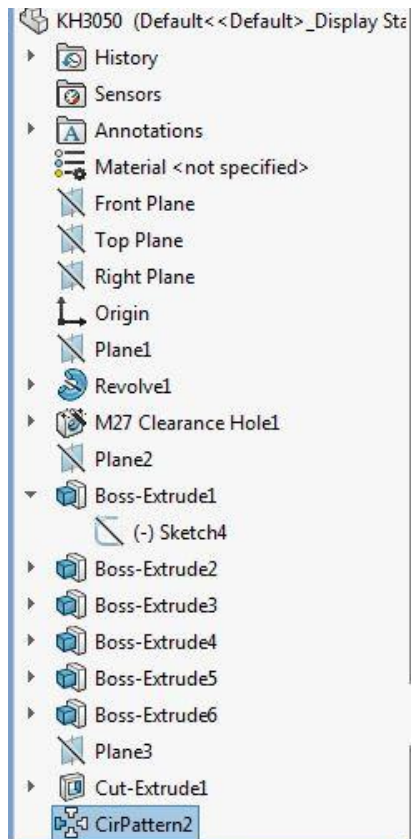 KH3050 (Default<<Default>_Display Sta
History
Sensors
Annotations
Material <not specified>
Front Plane
Top Plane
Right Plane
Origin
Plane1
Revolve1
M27 Clearance Hole1
Plane2
Boss-Extrude1
(-) Sketch4
Boss-Extrude2
Boss-Extrude3
Boss-Extrude4
Boss-Extrude5
Boss-Extrude6
Plane3
Cut-Extrude1
CirPattern2